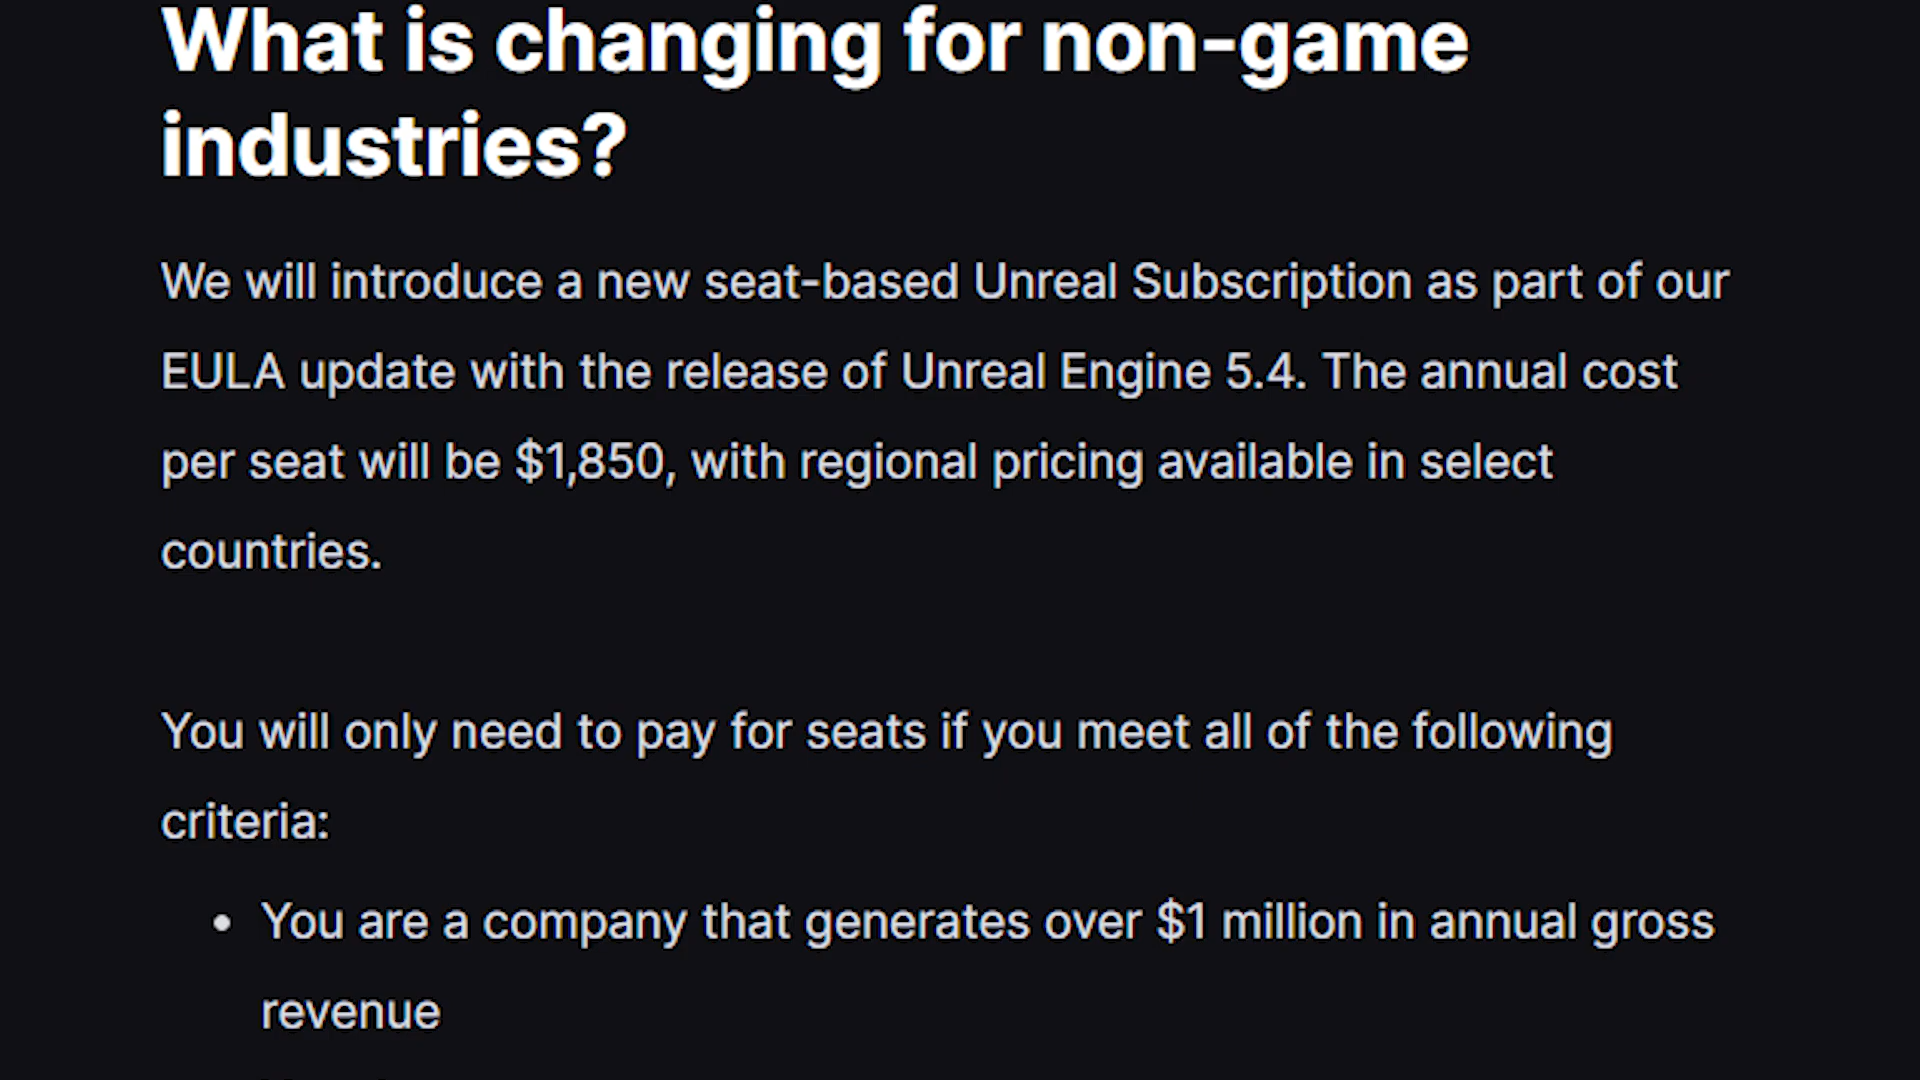 What is changing for non-game
industries?
We will introduce a new seat-based Unreal Subscription as part of our
EULA update with the release of Unreal Engine 5.4. The annual cost
per seat will be $1,850, with regional pricing available in select
countries.
You will only need to pay for seats if you meet all of the following
criteria:
• You are a company that generates over $1 million in annual gross
revenue